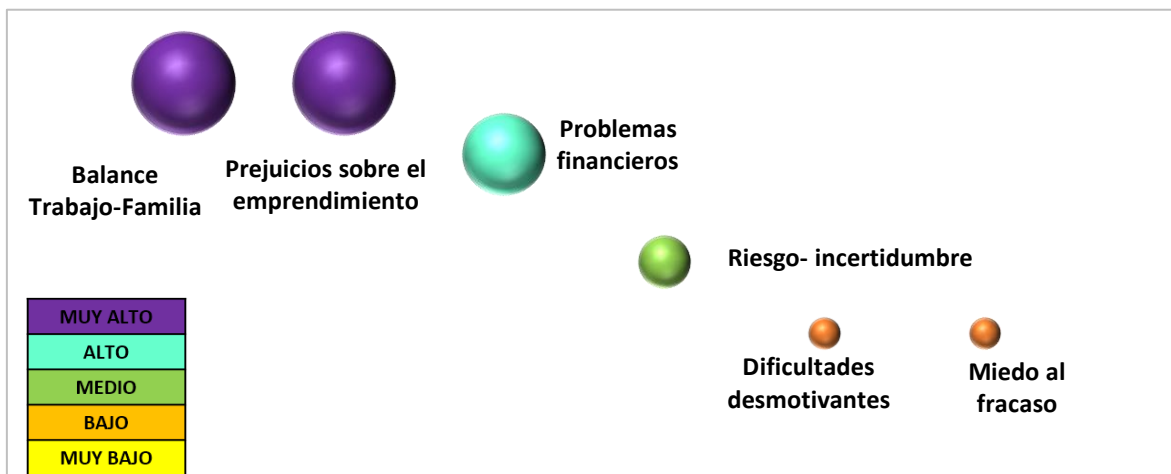 Balance
Trabajo-Familia
Prejuicios sobre el
emprendimiento
Problemas
financieros
Riesgo- incertidumbre
Dificultades
desmotivantes
Miedo al
fracaso
MUY ALTO
ALTO
MEDIO
BAJO
MUY BAJO